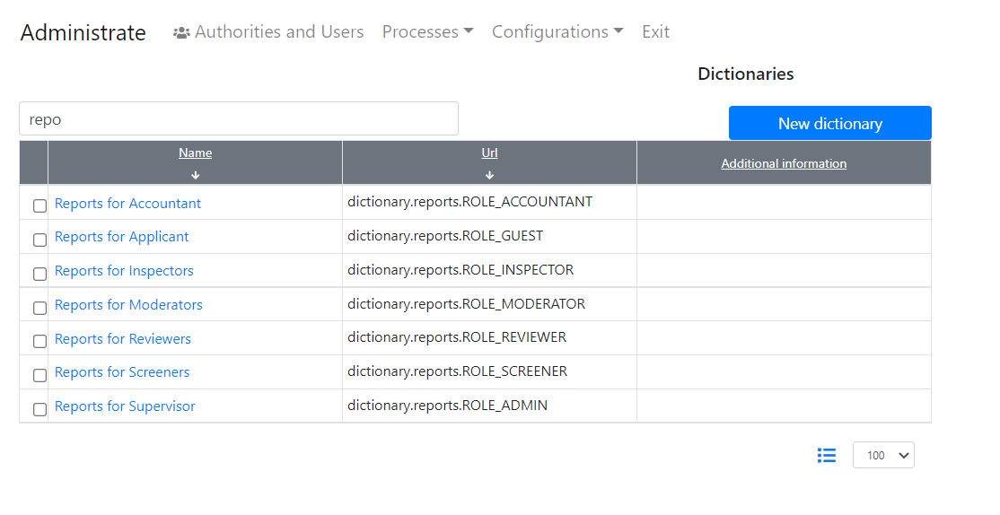 Administrate Authorities and Users Processes Configurations Exit
Dictionaries
repo
New dictionary
Name Url Additional information
Reports for Accountant dictionary.reports.ROLE_ACCOUNTANT
Reports for Applicant dictionary.reports.ROLE_GUEST
Reports for Inspectors dictionary.reports.ROLE_INSPECTOR
Reports for Moderators dictionary.reports.ROLE_MODERATOR
Reports for Reviewers dictionary.reports.ROLE_REVIEWER
Reports for Screeners dictionary.reports.ROLE_SCREENER
Reports for Supervisor dictionary.reports.ROLE_ADMIN
100